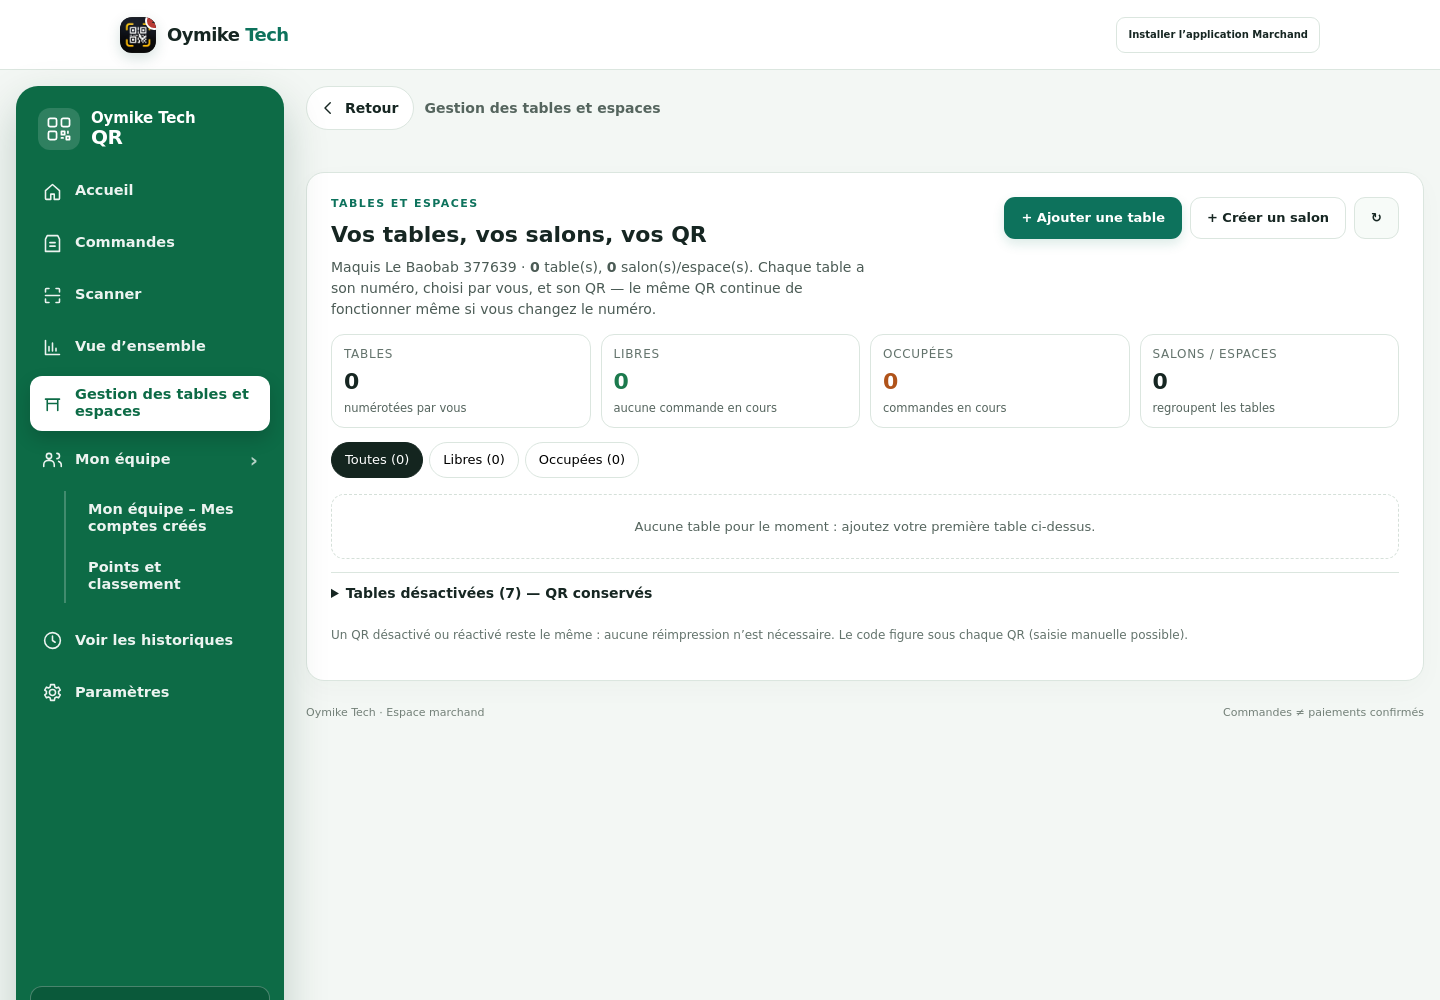 Oymike Tech
Installer l’application Marchand
Oymike Tech
QR
Accueil
Commandes
Scanner
Vue d’ensemble
Gestion des tables et
espaces
Mon équipe
Mon équipe – Mes
comptes créés
Points et
classement
Voir les historiques
Paramètres
Retour
Gestion des tables et espaces
TABLES ET ESPACES
Vos tables, vos salons, vos QR
Maquis Le Baobab 377639 · 0 table(s), 0 salon(s)/espace(s). Chaque table a
son numéro, choisi par vous, et son QR — le même QR continue de
fonctionner même si vous changez le numéro.
+ Ajouter une table
+ Créer un salon
↻
TABLES
0
numérotées par vous
LIBRES
0
aucune commande en cours
OCCUPÉES
0
commandes en cours
SALONS / ESPACES
0
regroupent les tables
Toutes (0)
Libres (0)
Occupées (0)
Aucune table pour le moment : ajoutez votre première table ci-dessus.
Tables désactivées (7) — QR conservés
Un QR désactivé ou réactivé reste le même : aucune réimpression n’est nécessaire. Le code figure sous chaque QR (saisie manuelle possible).
Oymike Tech · Espace marchand
Commandes ≠ paiements confirmés